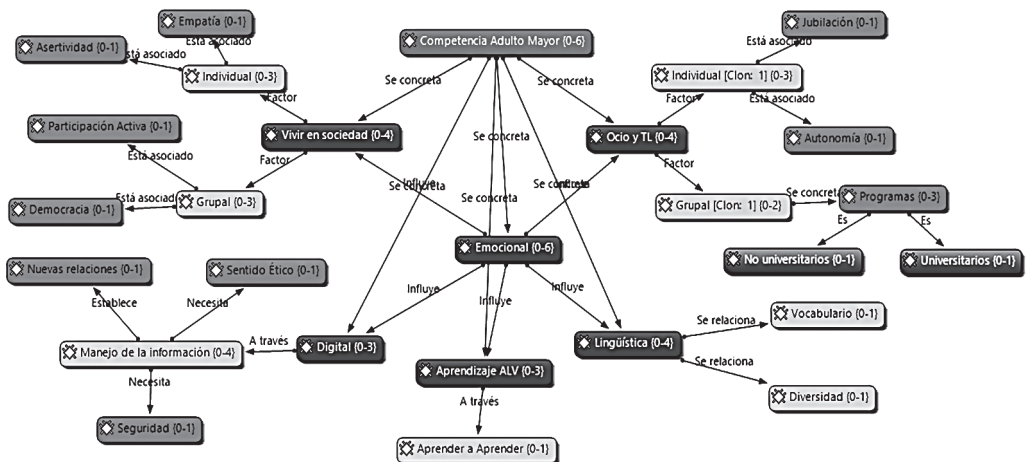 Empatía {0-1}
Jubilación {0-1}
Asertividad {0-1}
Está asociado
Competencia Adulto Mayor {0-6}
Está asociado
Está asociado
Individual {0-3}
Se concreta
Se concreta
Individual [Clon: 1] {0-3}
Factor
Factor
Está asociado
Participación Activa {0-1}
Vivir en sociedad {0-4}
Se concreta
Ocio y TL {0-4}
Autonomía {0-1}
Está asociado
Factor
Factor
Influye
Se concreta
Se concreta
Influye
Está asociado
Grupal {0-3}
Se concreta
Se concreta
Programas {0-3}
Democracia {0-1}
Grupal [Clon: 1] {0-2}
Es
Es
Emocional {0-6}
No universitarios {0-1}
Universitarios {0-1}
Nuevas relaciones {0-1}
Sentido Ético {0-1}
Influye
Influye
Influye
Establece
Necesita
Vocabulario {0-1}
Se relaciona
A través
Manejo de la información {0-4}
Digital {0-3}
Lingüística {0-4}
Se relaciona
Aprendizaje ALV {0-3}
Necesita
A través
Diversidad {0-1}
Seguridad {0-1}
Aprender a Aprender {0-1}